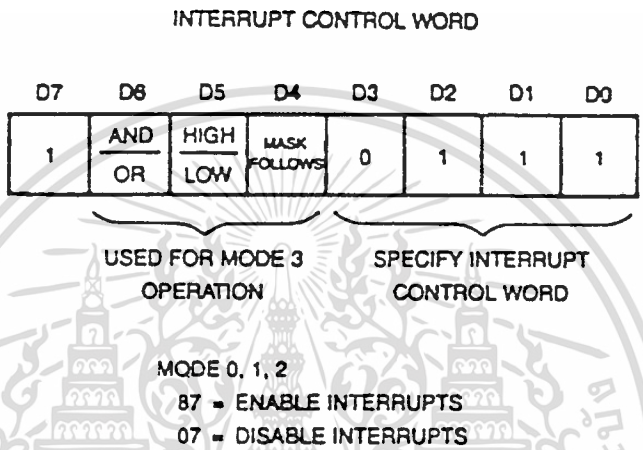 INTERRUPT CONTROL WORD
D7 D6 D5 D4 D3 D2 D1 D0
1 AND OR HIGH LOW MASK FOLLOWS 0 1 1 1
USED FOR MODE 3 OPERATION
SPECIFY INTERRUPT CONTROL WORD
MODE 0, 1, 2
87 = ENABLE INTERRUPTS
07 = DISABLE INTERRUPTS